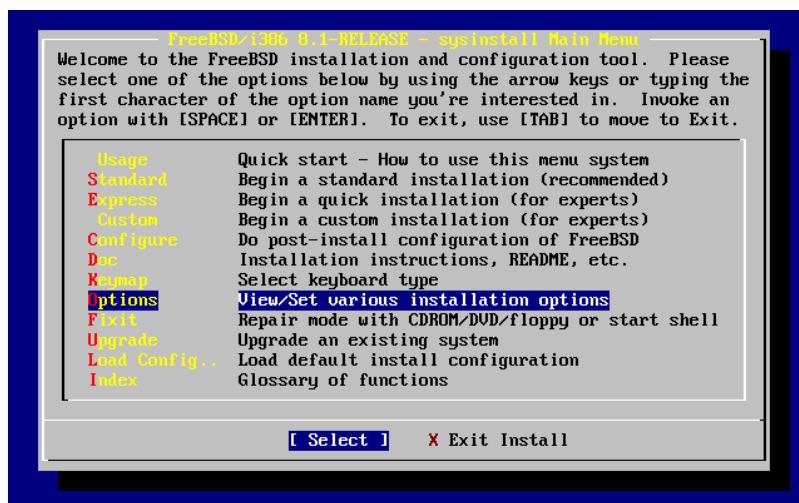 FreeBSD/i386 8.1-RELEASE - sysinstall Main Menu
Welcome to the FreeBSD installation and configuration tool.  Please
select one of the options below by using the arrow keys or typing the
first character of the option name you're interested in.  Invoke an
option with [SPACE] or [ENTER].  To exit, use [TAB] to move to Exit.
Usage Quick start - How to use this menu system
Standard Begin a standard installation (recommended)
Express Begin a quick installation (for experts)
Custom Begin a custom installation (for experts)
Configure Do post-install configuration of FreeBSD
Doc Installation instructions, README, etc.
Keymap Select keyboard type
Options View/Set various installation options
Fixit Repair mode with CDROM/DVD/floppy or start shell
Upgrade Upgrade an existing system
Load Config.. Load default install configuration
Index Glossary of functions
[ Select ] X Exit Install